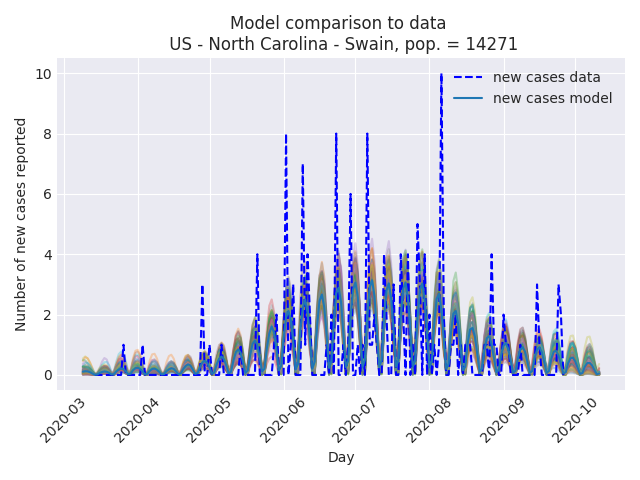 Model comparison to data
US - North Carolina - Swain, pop. = 14271
new cases data
new cases model
Number of new cases reported
10
8
6
4
2
0
2020-03
2020-04
2020-05
2020-06
2020-07
2020-08
2020-09
2020-10
Day